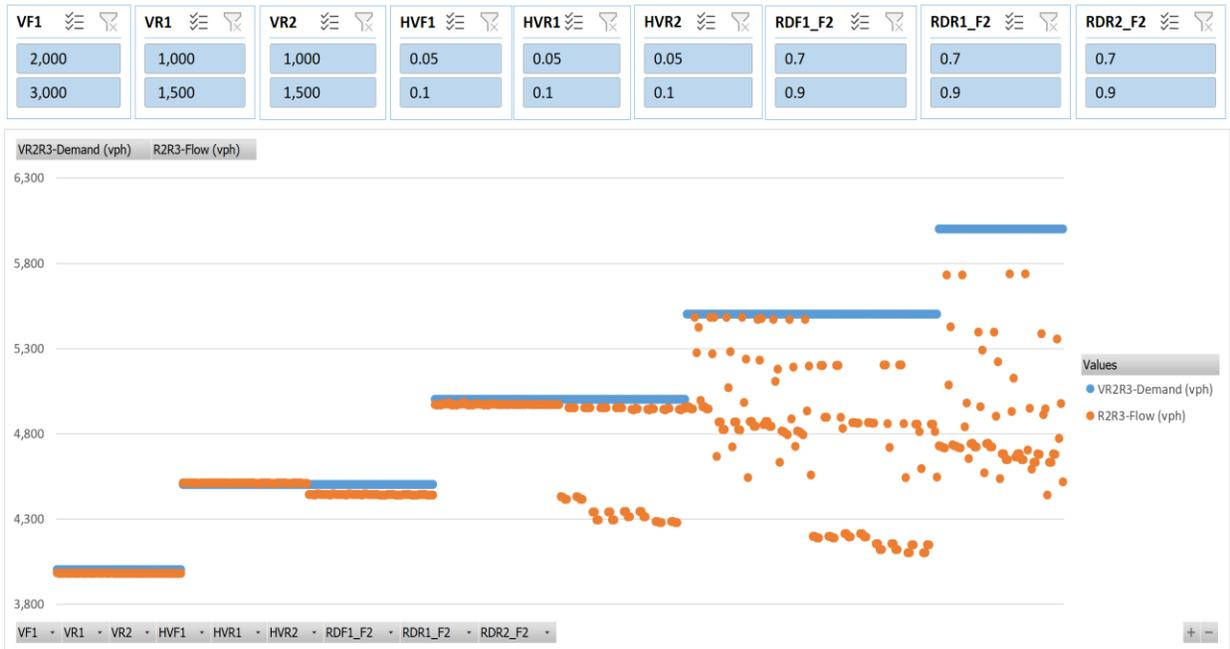 VF1 VR1 VR2 HVF1 HVR1 HVR2 RDF1_F2 RDR1_F2 RDR2_F2
2,000 1,000 1,000 0.05 0.05 0.05 0.7 0.7 0.7
3,000 1,500 1,500 0.1 0.1 0.1 0.9 0.9 0.9
VR2R3-Demand (vph) R2R3-Flow (vph)
6,300
5,800
5,300
4,800
4,300
3,800
Values
VR2R3-Demand (vph)
R2R3-Flow (vph)
VF1 VR1 VR2 HVF1 HVR1 HVR2 RDF1_F2 RDR1_F2 RDR2_F2